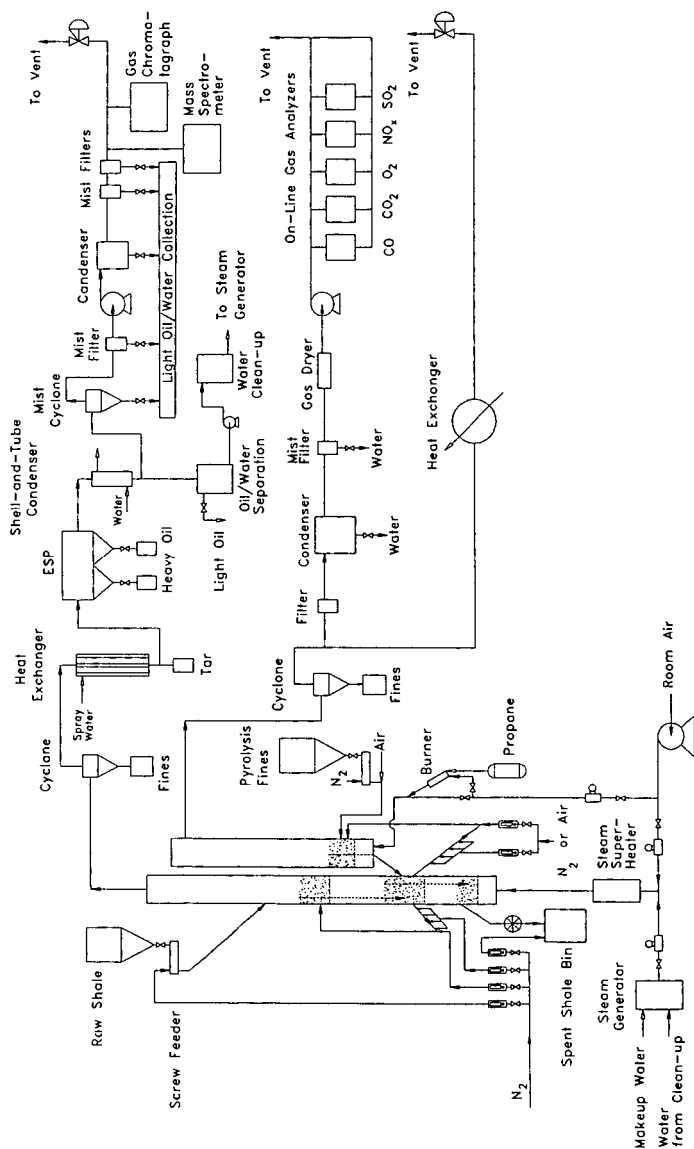 To Vent
Gas
Chroma-
tagraph
Mass
Spectro-
meter
Mist Filters
Candenser
Mist
Filter
Mist
Cyclone
Light Oil/Water Collection
Shell-and-Tube
Condenser
Water
ESP
Heavy Oil
Heat
Exchanger
Spray
Water
Tar
Cyclane
Fines
To Steam
Generator
Water
Clean-up
Oil/Water
Separation
Light Oil
Raw Shale
Screw Feeder
Pyrolysis
Fines
N2
Air
Cyclone
Fines
Filter
Condenser
Water
Mist
Filter
Water
Gas Dryer
On-Line Gas Analyzers
To Vent
CO
CO2
O2
NOx
SO2
Heat Exchonger
To Vent
Burner
Propane
N2 or Air
Steam
Super-
Heater
Room Air
Spent Shale Bin
Steam
Generator
N2
Makeup Water
Water
from Clean-up